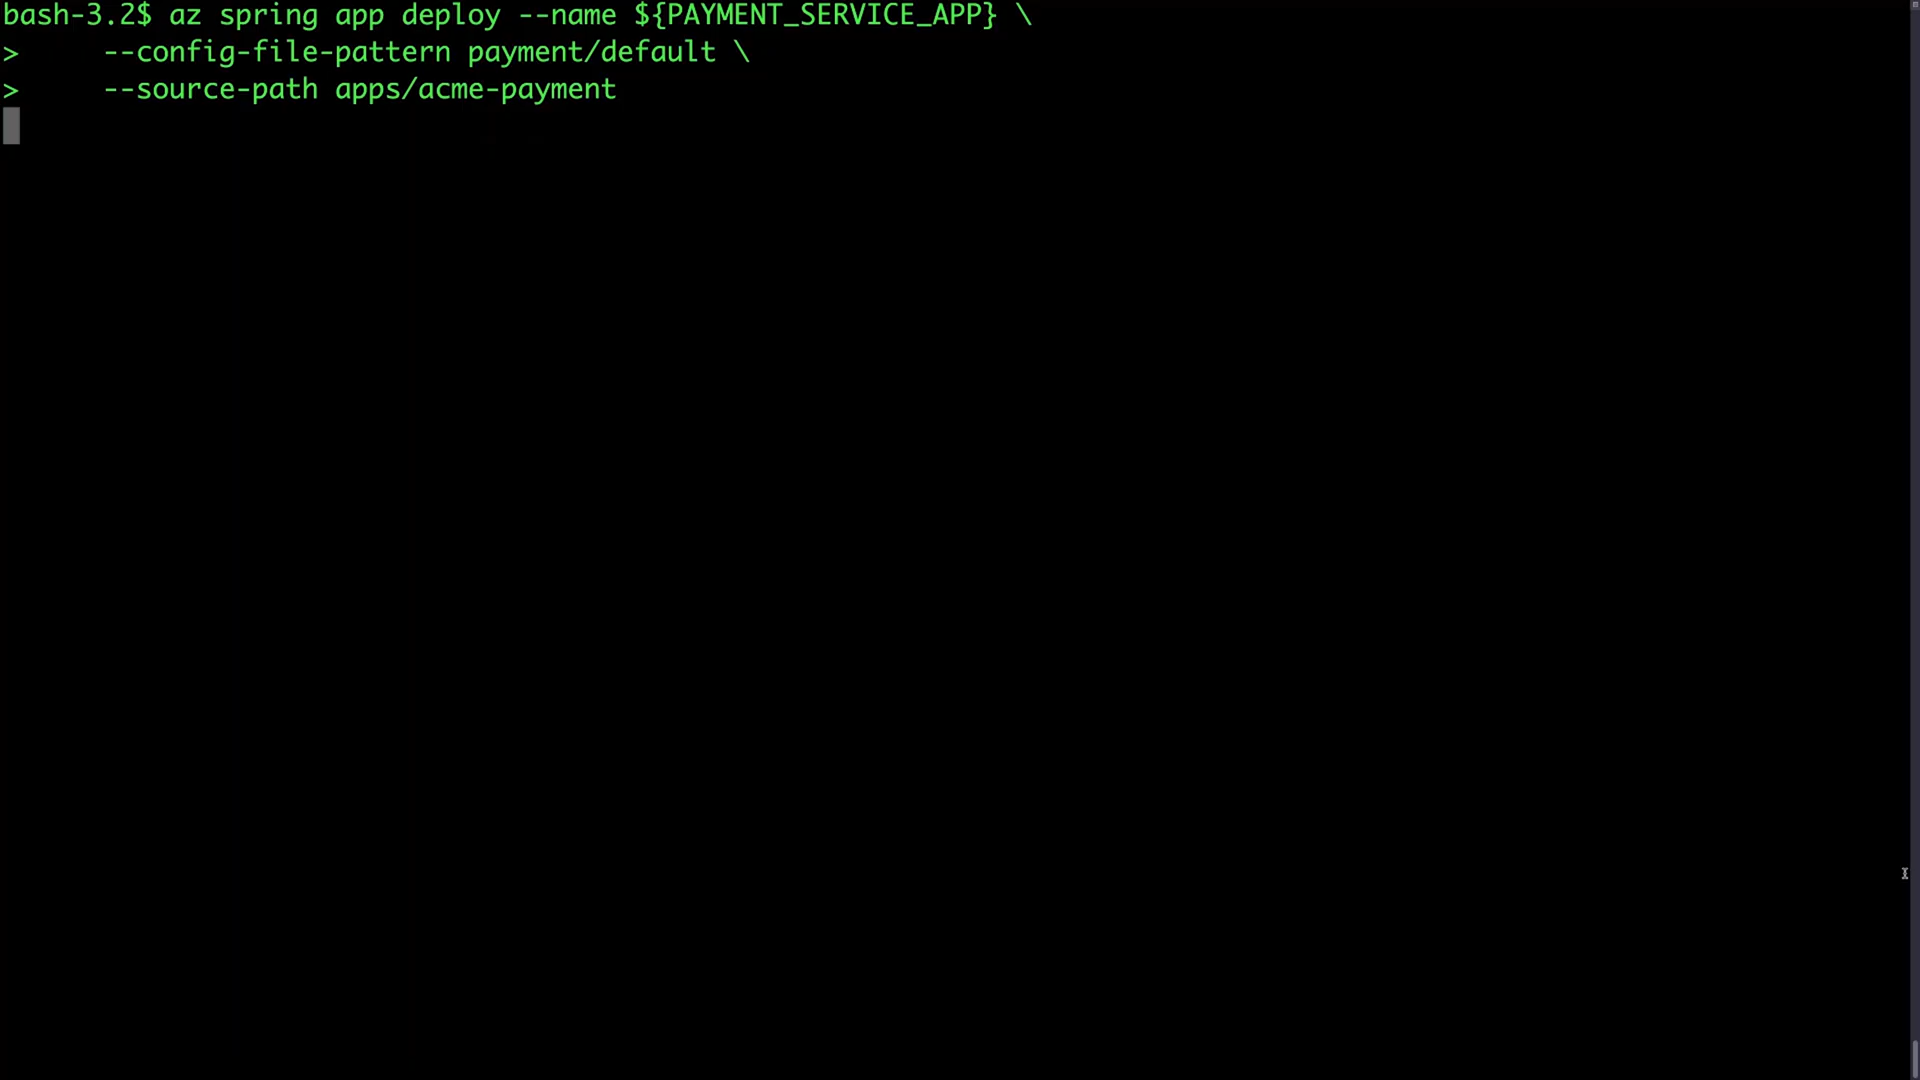 bash-3.2$ az spring app deploy --name ${PAYMENT_SERVICE_APP} \
>     --config-file-pattern payment/default \
>     --source-path apps/acme-payment